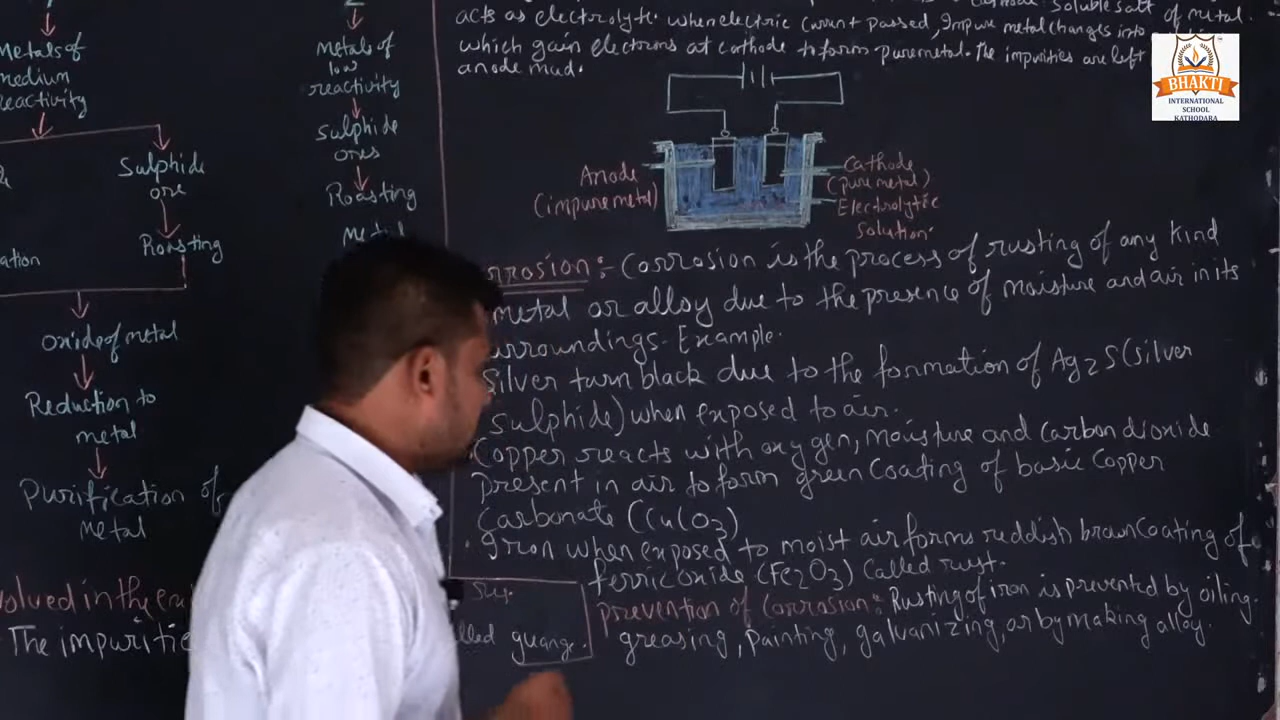 Metals of
medium
reactivity
Sulphide
ore
Roasting
ation
Oxide of metal
Reduction to
metal
Purification of
metal
volved in the
The impuritie
Metals of
low
reactivity
Sulphide
ores
Roasting
Metal
Cathode. Soluble salt of metal.
acts as electrolyte. when electric current passed, Impure metal changes into
which gain electrons at cathode to form pure metal. The impurities are left
anode mud.
Anode
(impure metal)
Cathode
(pure metal)
Electrolytic
Solution.
rrosion :- Corrosion is the process of rusting of any kind
metal or alloy due to the presence of moisture and air in its
urroundings. Example.
Silver turn black due to the formation of Ag2S (silver
sulphide) when exposed to air.
Copper reacts with oxygen, moisture and carbondioxide
present in air to form green coating of basic Copper
Carbonate (CuCO3)
. Iron when exposed to moist air forms reddish brown coating of
ferric oxide (Fe2O3) called rust.
prevention of Corrosion :. Rusting of iron is prevented by oiling.
greasing, painting, galvanizing, or by making alloy.
lled guange.
BHAKTI
INTERNATIONAL
SCHOOL
KATHODARA